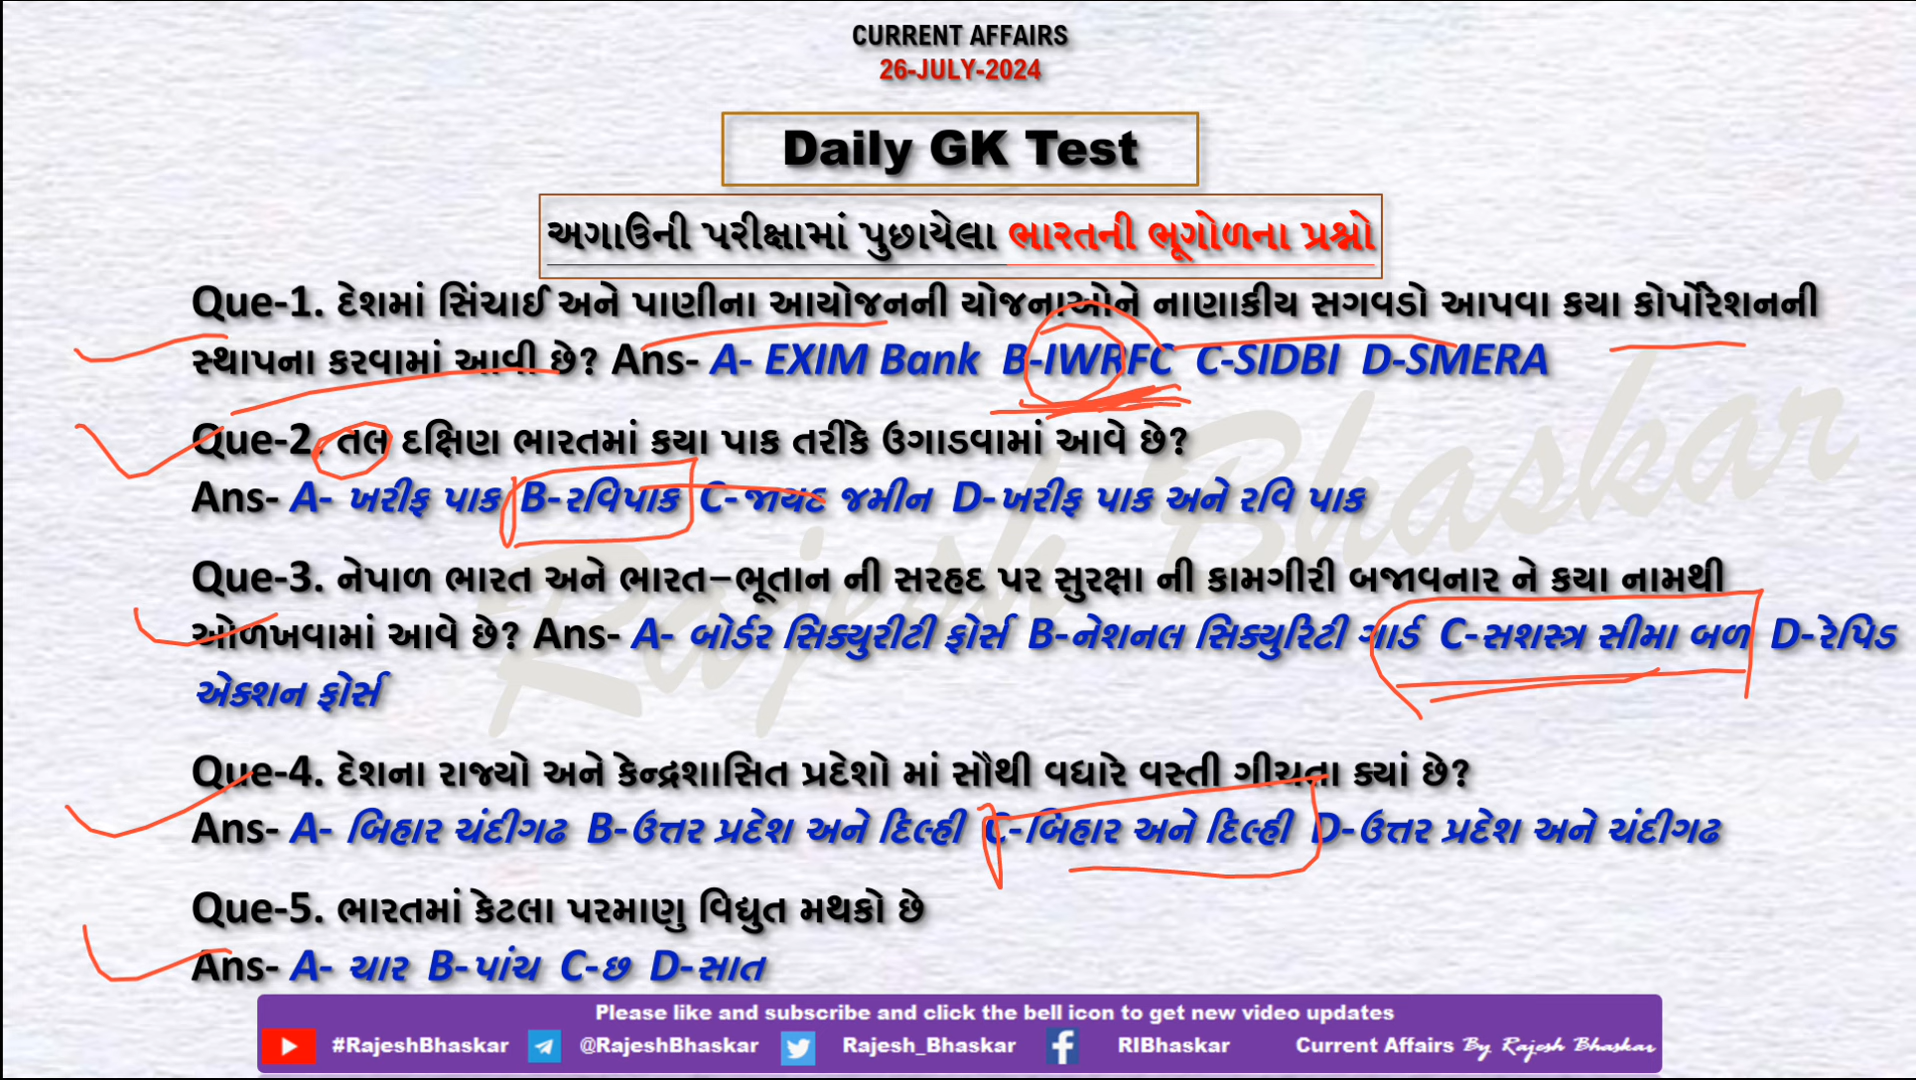 CURRENT AFFAIRS
26-JULY-2024
Daily GK Test
અગાઉની પરીક્ષામાં પુછાયેલા ભારતની ભૂગોળના પ્રશ્નો
Que-1. દેશમાં સિંચાઈ અને પાણીના આયોજનની યોજનાઓને નાણાકીય સગવડો આપવા કયા કોર્પોરેશનની
સ્થાપના કરવામાં આવી છે? Ans- A- EXIM Bank B-IWRFC C-SIDBI D-SMERA
Que-2. તલ દક્ષિણ ભારતમાં કયા પાક તરીકે ઉગાડવામાં આવે છે?
Ans- A- ખરીફ પાક B-રવિપાક C-જાયદ જમીન D-ખરીફ પાક અને રવિ પાક
Que-3. નેપાળ ભારત અને ભારત–ભૂતાન ની સરહદ પર સુરક્ષા ની કામગીરી બજાવનાર ને કયા નામથી
ઓળખવામાં આવે છે? Ans- A- બોર્ડર સિક્યુરીટી ફોર્સ B-નેશનલ સિક્યુરિટી ગાર્ડ C-સશસ્ત્ર સીમા બળ D-રેપિડ
એક્શન ફોર્સ
Que-4. દેશના રાજ્યો અને કેન્દ્રશાસિત પ્રદેશો માં સૌથી વધારે વસ્તી ગીચતા ક્યાં છે?
Ans- A- બિહાર ચંદીગઢ B-ઉત્તર પ્રદેશ અને દિલ્હી C-બિહાર અને દિલ્હી D-ઉત્તર પ્રદેશ અને ચંદીગઢ
Que-5. ભારતમાં કેટલા પરમાણુ વિદ્યુત મથકો છે
Ans- A- ચાર B-પાંચ C-છ D-સાત
Rajesh Bhaskar
Please like and subscribe and click the bell icon to get new video updates
#RajeshBhaskar @RajeshBhaskar Rajesh_Bhaskar RIBhaskar Current Affairs By Rajesh Bhaskar